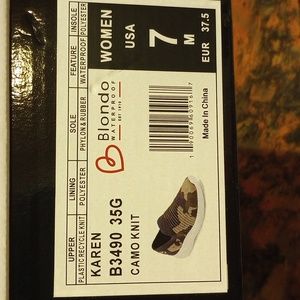 UPPER LINING SOLE FEATURE INSOLE
PLASTIC RECYCLE KNIT POLYESTER PHYLON & RUBBER WATERPROOF POLYESTER
KAREN
B3490 35G
CAMO KNIT
Blondo
WATERPROOF
WOMEN
USA
7
M
EUR 37.5
Made In China